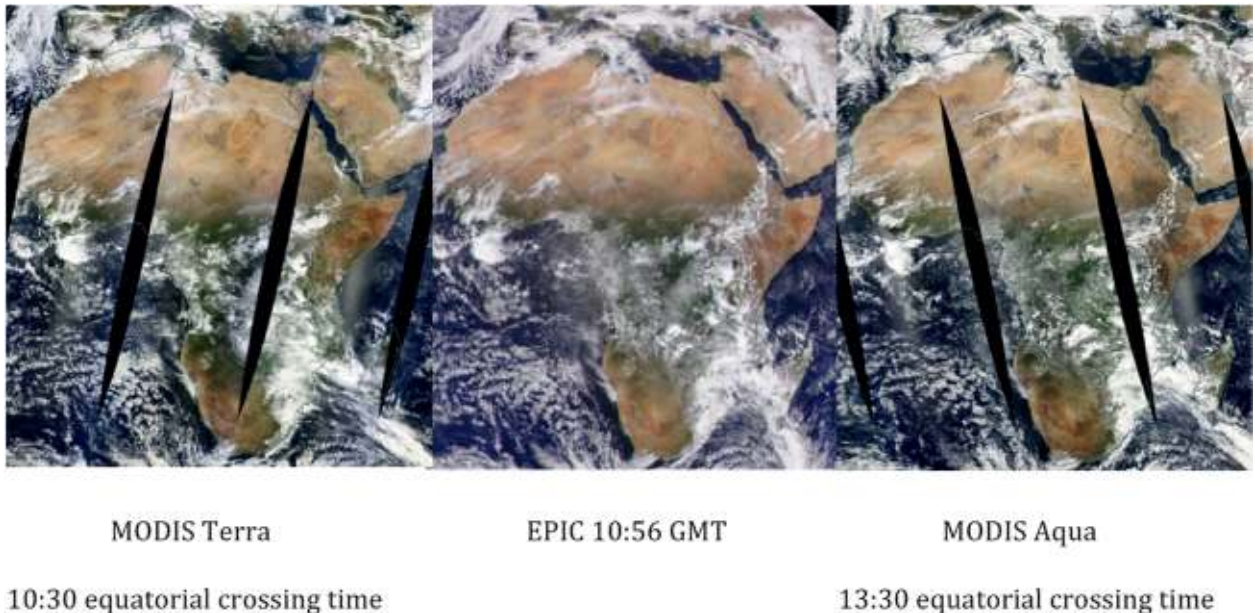 MODIS Terra
EPIC 10:56 GMT
MODIS Aqua
10:30 equatorial crossing time
13:30 equatorial crossing time